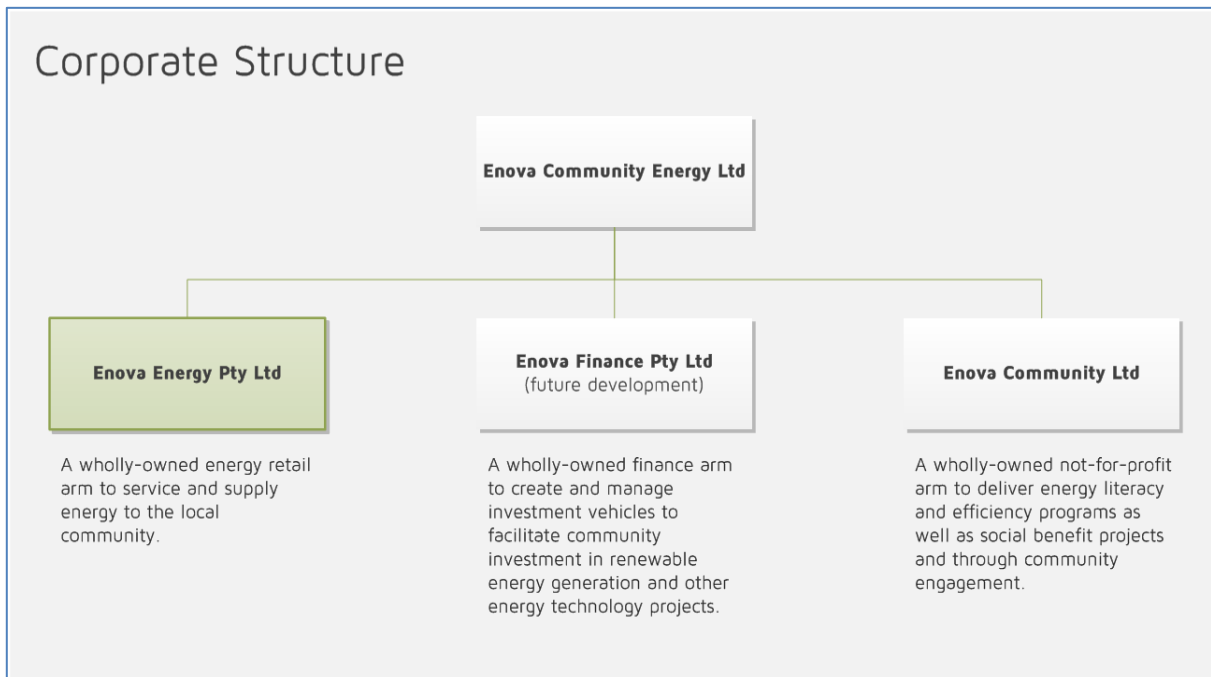 Corporate Structure
Enova Community Energy Ltd
Enova Energy Pty Ltd
Enova Finance Pty Ltd
(future development)
Enova Community Ltd
A wholly-owned energy retail
arm to service and supply
energy to the local
community.
A wholly-owned finance arm
to create and manage
investment vehicles to
facilitate community
investment in renewable
energy generation and other
energy technology projects.
A wholly-owned not-for-profit
arm to deliver energy literacy
and efficiency programs as
well as social benefit projects
and through community
engagement.